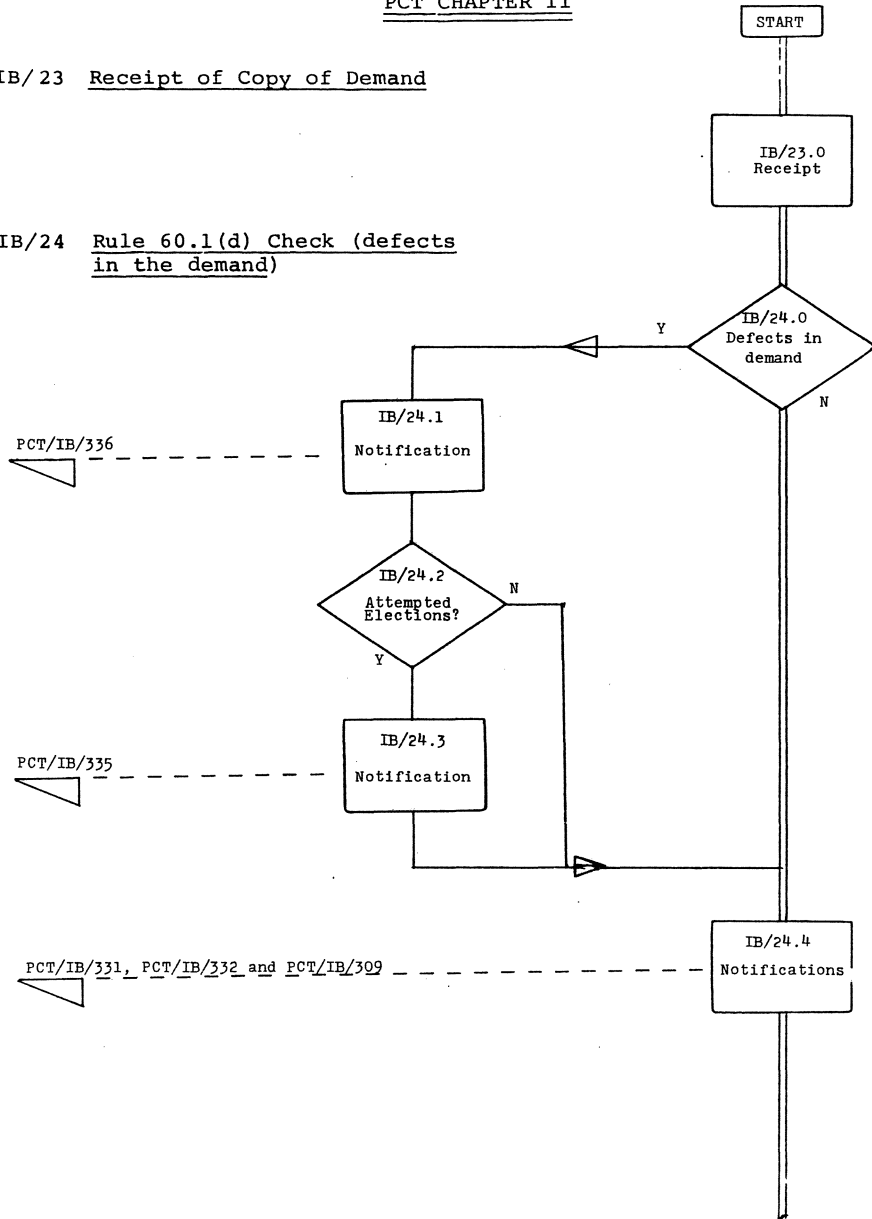 PCT CHAPTER II
START
IB/23 Receipt of Copy of Demand
IB/23.0
Receipt
IB/24 Rule 60.1(d) Check (defects
in the demand)
IB/24.0
Defects in
demand
Y
N
IB/24.1
Notification
PCT/IB/336
IB/24.2
Attempted
Elections?
N
Y
IB/24.3
Notification
PCT/IB/335
IB/24.4
Notifications
PCT/IB/331, PCT/IB/332 and PCT/IB/309